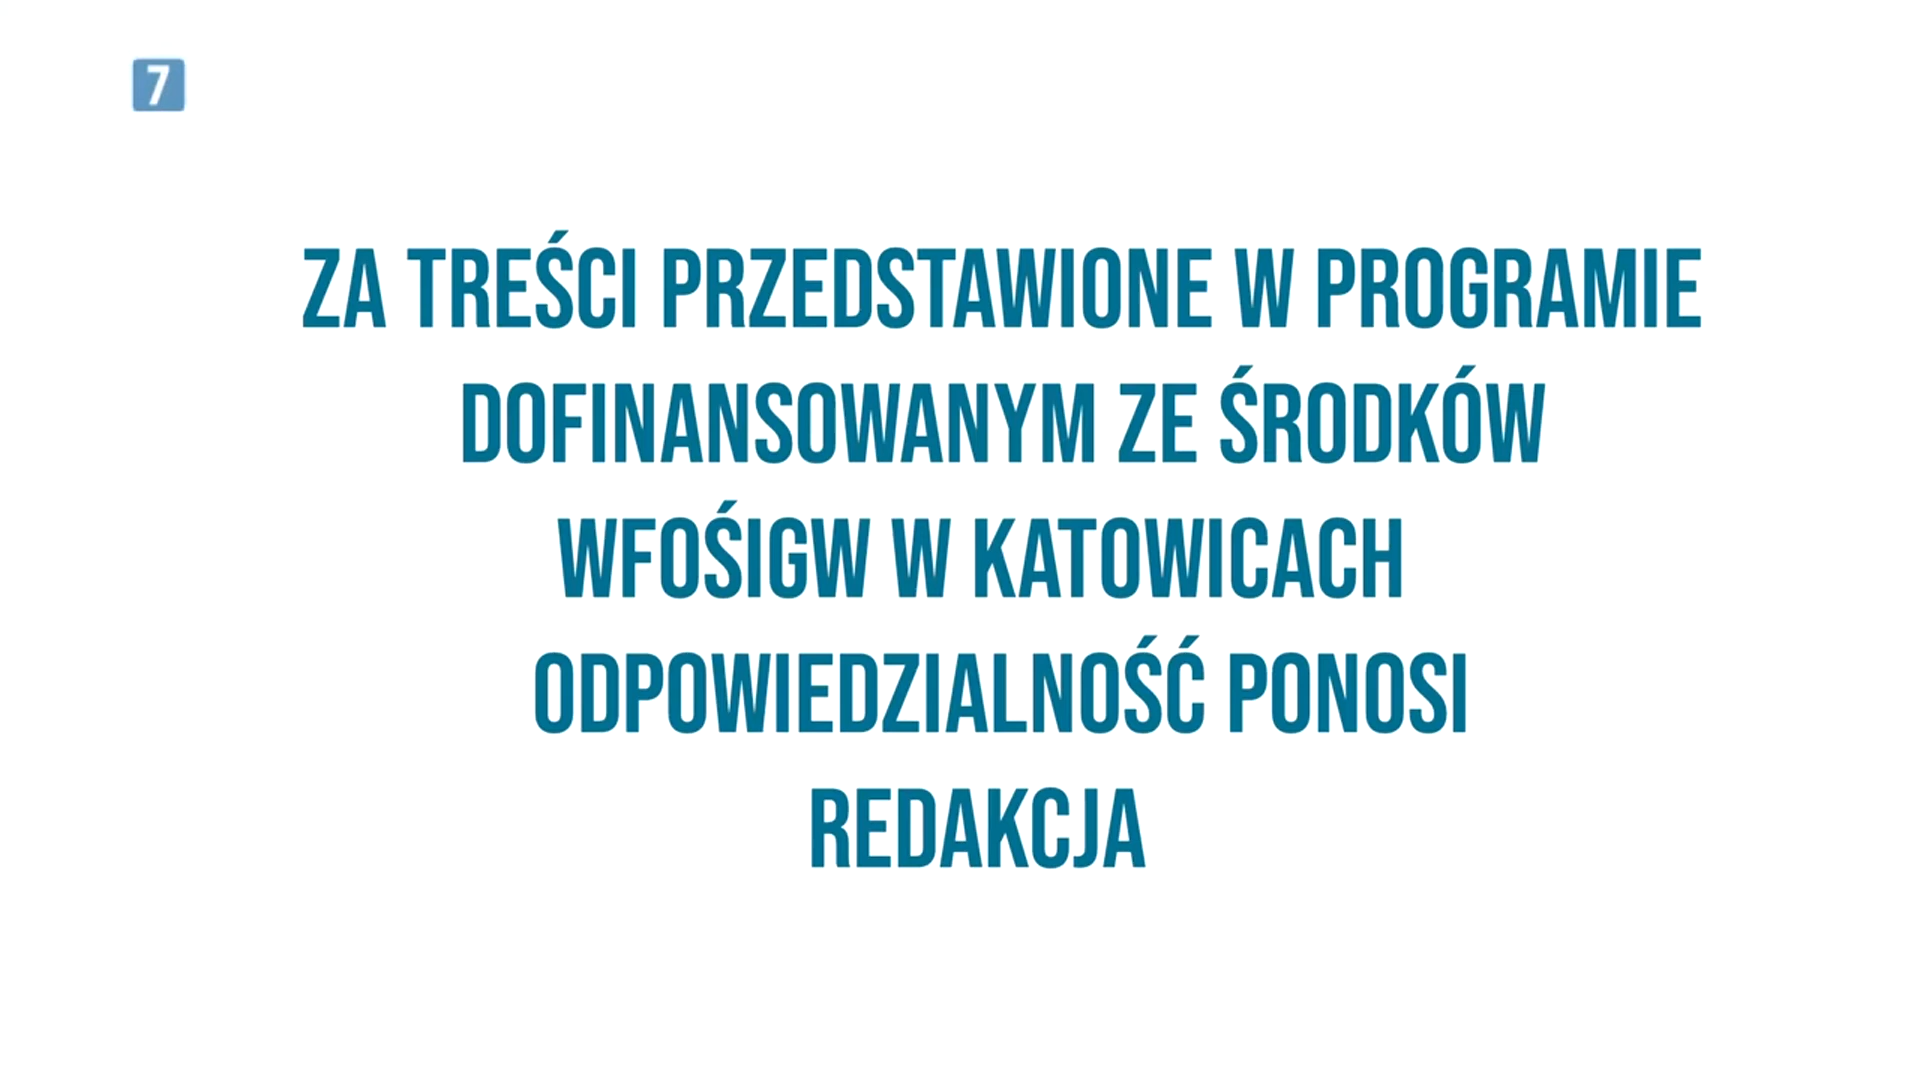 7
ZA TREŚCI PRZEDSTAWIONE W PROGRAMIE
DOFINANSOWANYM ZE ŚRODKÓW
WFOŚIGW W KATOWICACH
ODPOWIEDZIALNOŚĆ PONOSI
REDAKCJA